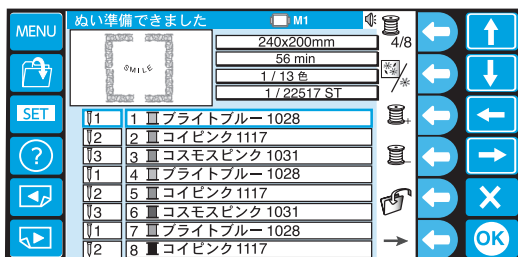 MENU
ぬい準備できました
M1
240x200mm
4/8
SMILE
56 min
1 / 13 色
1 / 22517 ST
SET
1 1 ブライトブルー 1028
2 2 コイピンク 1117
3 3 コスモスピンク 1031
1 4 ブライトブルー 1028
2 5 コイピンク 1117
3 6 コスモスピンク 1031
1 7 ブライトブルー 1028
2 8 コイピンク 1117
?
OK